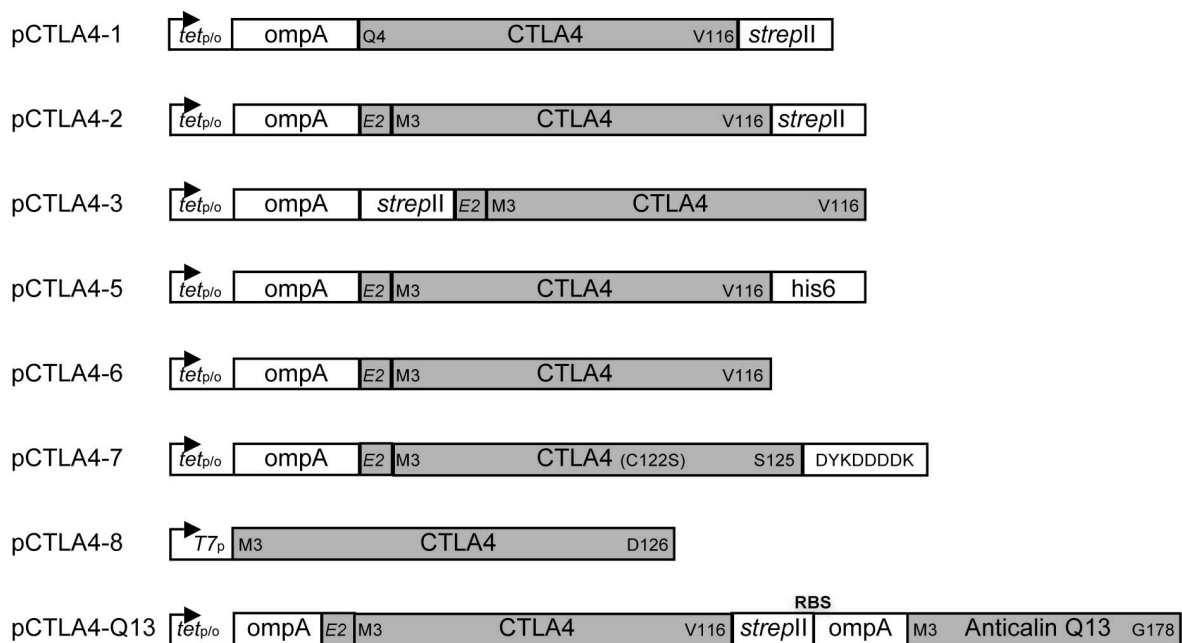 pCTLA4-1 tetp/o ompA Q4 CTLA4 V116 strepII
pCTLA4-2 tetp/o ompA E2 M3 CTLA4 V116 strepII
pCTLA4-3 tetp/o ompA strepII E2 M3 CTLA4 V116
pCTLA4-5 tetp/o ompA E2 M3 CTLA4 V116 his6
pCTLA4-6 tetp/o ompA E2 M3 CTLA4 V116
pCTLA4-7 tetp/o ompA E2 M3 CTLA4 (C122S) S125 DYKDDDDK
pCTLA4-8 T7p M3 CTLA4 D126
RBS
pCTLA4-Q13 tetp/o ompA E2 M3 CTLA4 V116 strepII ompA M3 Anticalin Q13 G178